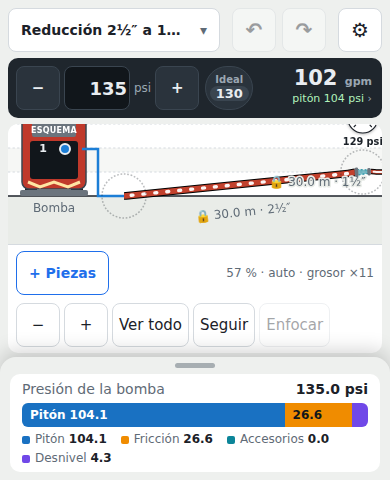 Reducción 2½″ a 1… ▾ ↶ ↷ ⚙
− 135 psi + Ideal 130 102 gpm
pitón 104 psi ›
ESQUEMA
1
129 psi
🔒 30.0 m · 1½″
Bomba
🔒 30.0 m · 2½″
+ Piezas 57 % · auto · grosor ×11
− + Ver todo Seguir Enfocar
Presión de la bomba 135.0 psi
Pitón 104.1 26.6
Pitón 104.1 Fricción 26.6 Accesorios 0.0
Desnivel 4.3